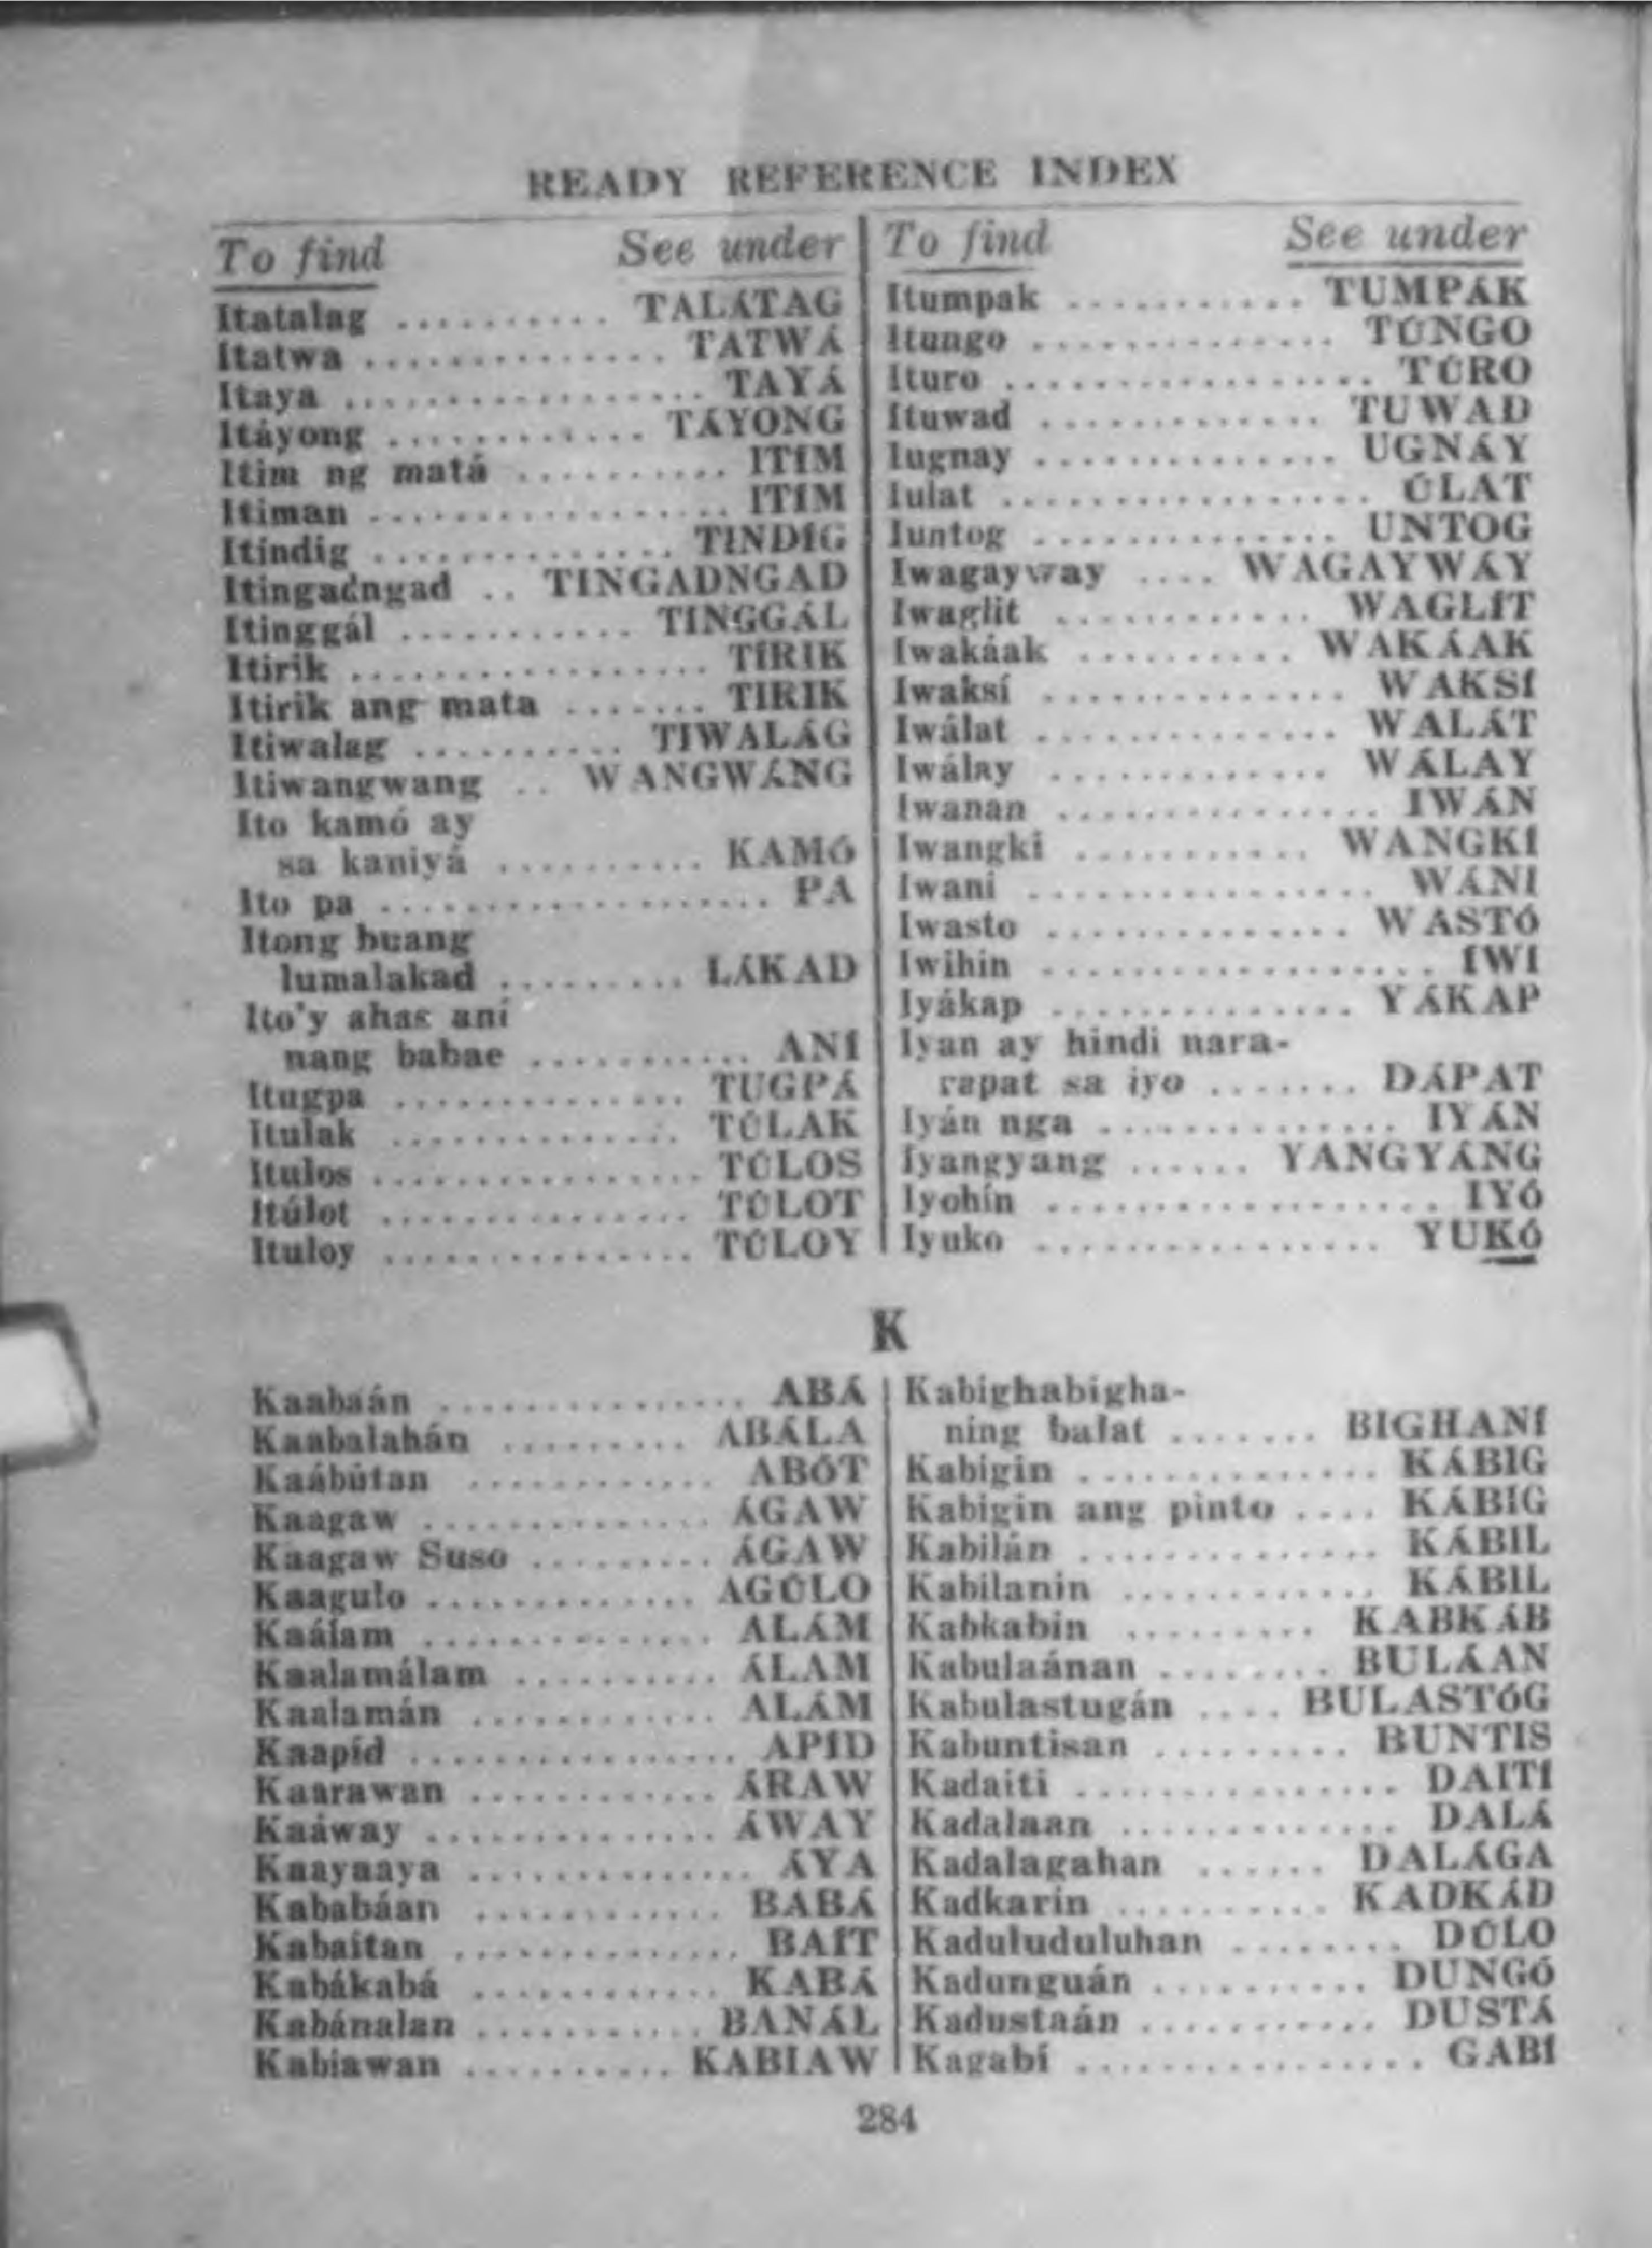 READY REFERENCE INDEX
To find See under
Itatalag .......... TALÁTAG
Itatwa .............. TATWÁ
Itaya ................. TAYÁ
Itáyong ............ TÁYONG
Itim ng matá .......... ITÍM
Itiman ................. ITÍM
Itíndig .............. TINDÍG
Itingadngad .. TINGADNGAD
Itinggál ........... TINGGÁL
Itirik ................. TÍRIK
Itirik ang mata ....... TIRIK
Itiwalag .......... TIWALÁG
Itiwangwang .. WANGWÁNG
Ito kamó ay
sa kaniyá .......... KAMÓ
Ito pa ................... PA
Itong buang
lumalakad ......... LÁKAD
Ito'y ahas aní
nang babae ........... ANÍ
Itugpa .............. TUGPÁ
Itulak .............. TÚLAK
Itulos ................ TÚLOS
Itúlot ............... TÚLOT
Ituloy ............... TÚLOY
To find See under
Itumpak ........... TUMPÁK
Itungo .............. TÚNGO
Ituro .................. TÚRO
Ituwad ............. TUWAD
Iugnay .............. UGNÁY
Iulat .................. ÚLAT
Iuntog .............. UNTOG
Iwagayway .... WAGAYWÁY
Iwaglit ............ WAGLÍT
Iwakáak .......... WAKÁAK
Iwaksí .............. WAKSÍ
Iwálat .............. WALÁT
Iwálay ............. WÁLAY
Iwanan ............... IWÁN
Iwangki ........... WANGKÍ
Iwani ................. WÁNI
Iwasto .............. WASTÓ
Iwihin ................... ÍWI
Iyákap .............. YÁKAP
Iyan ay hindi nara-
rapat sa iyo ....... DÁPAT
Iyán nga .............. IYÁN
Iyangyang ...... YANGYÁNG
Iyohín ................... IYÓ
Iyuko ................ YUKÓ
K
Kaabaán ............... ABÁ
Kaabalahán .......... ABÁLA
Kaábútan ............ ABÓT
Kaagaw .............. ÁGAW
Kaagaw Suso ......... ÁGAW
Kaagulo ............. AGÚLO
Kaálam .............. ALÁM
Kaalamálam .......... ÁLAM
Kaalamán ............ ALÁM
Kaapíd ................ APÍD
Kaarawan ............ ÁRAW
Kaáway .............. ÁWAY
Kaayaaya .............. ÁYA
Kababáan ............ BABÁ
Kabaitan .............. BAÍT
Kabákabá ............ KABÁ
Kabánalan ........... BANÁL
Kabiawan .......... KABIAW
Kabighabigha-
ning balat ....... BIGHANÍ
Kabigin .............. KÁBIG
Kabigin ang pinto .... KÁBIG
Kabilán .............. KÁBIL
Kabilanin ............ KÁBIL
Kabkabin ......... KABKÁB
Kabulaánan ........ BULÁAN
Kabulastugán .... BULASTÓG
Kabuntisan ......... BUNTIS
Kadaiti ............... DAITÍ
Kadalaan ............. DALÁ
Kadalagahan ...... DALÁGA
Kadkarin .......... KADKÁD
Kaduluduluhan ........ DÚLO
Kadunguán .......... DUNGÓ
Kadustaán ........... DUSTÁ
Kagabí ................ GABÍ
284